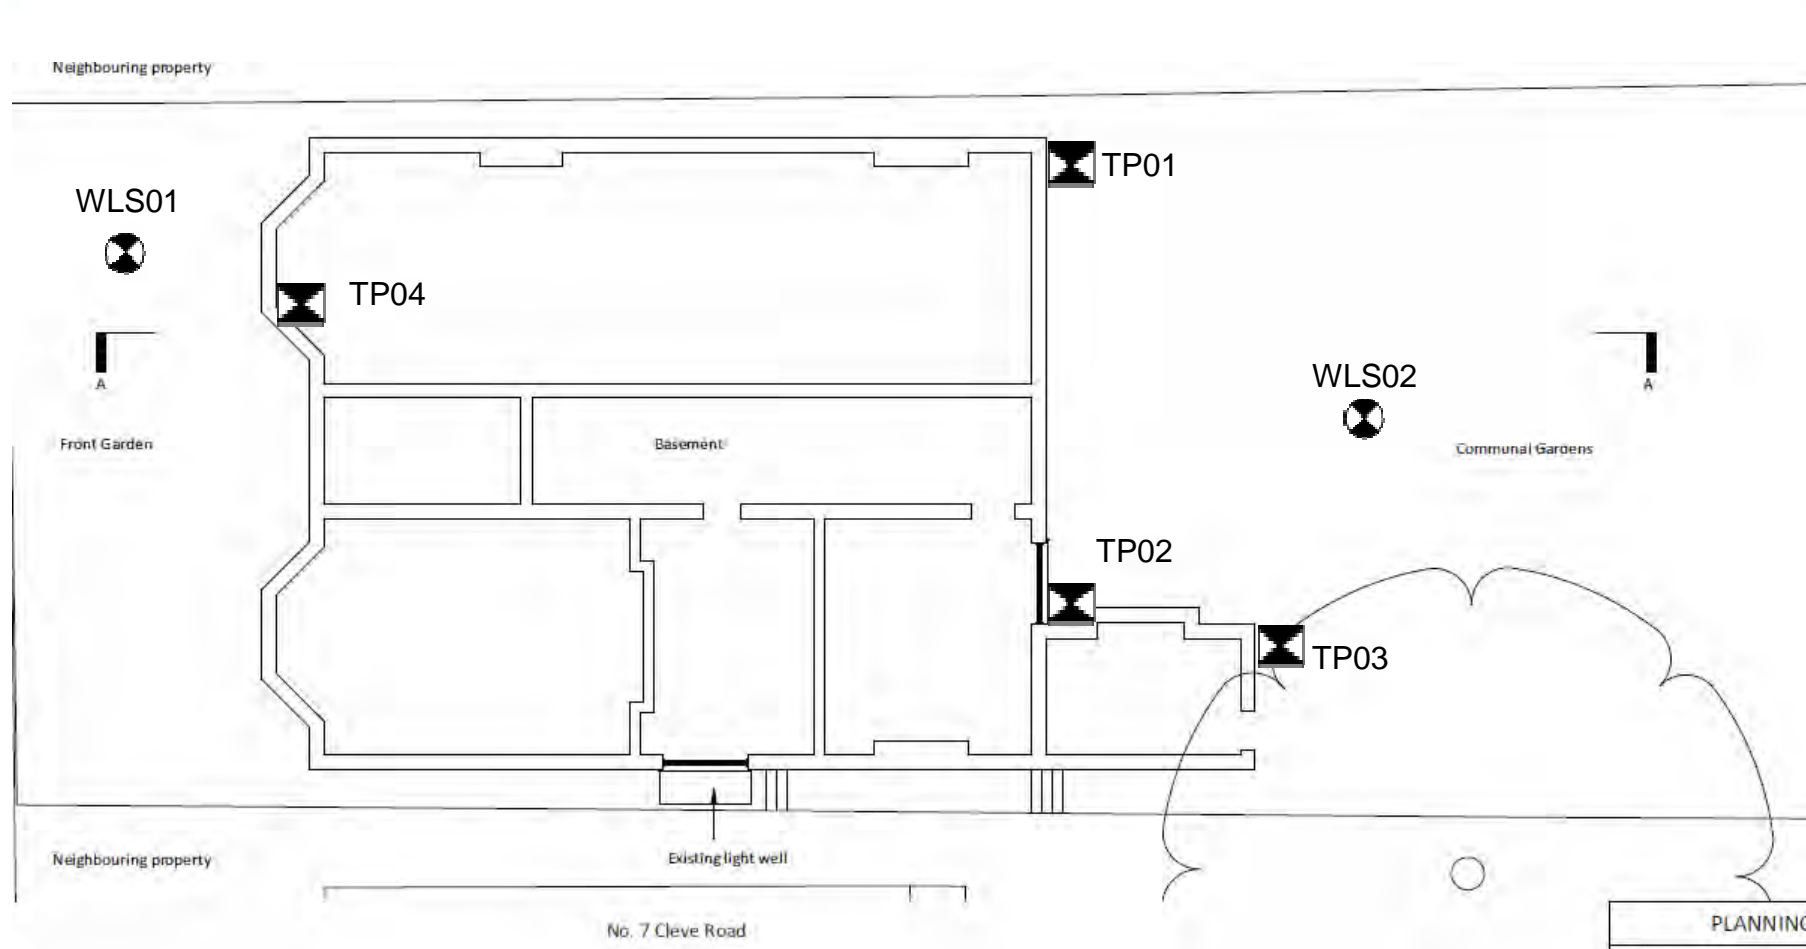 Neighbouring property
TP01
WLS01
TP04
WLS02
A
A
Front Garden
Basement
Communal Gardens
TP02
TP03
Neighbouring property
Existing light well
No. 7 Cleve Road
PLANNING